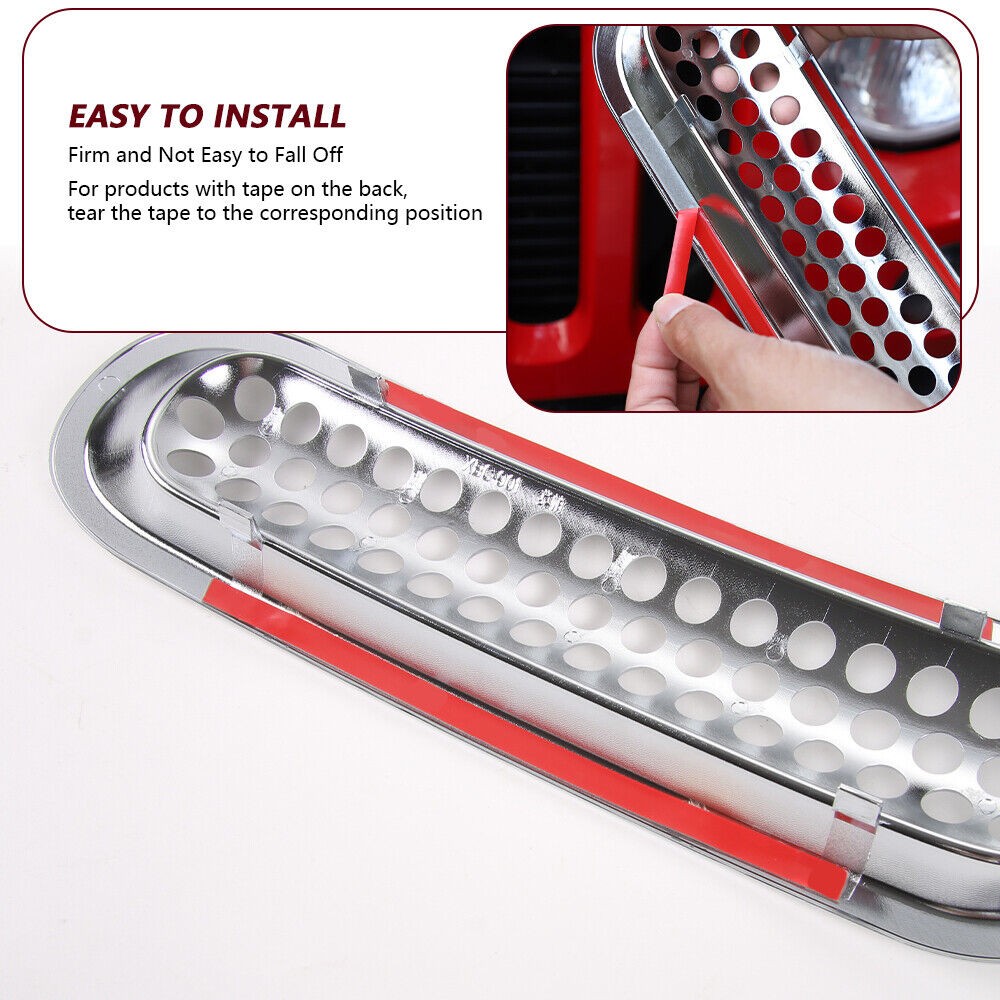 EASY TO INSTALL
Firm and Not Easy to Fall Off
For products with tape on the back,
tear the tape to the corresponding position